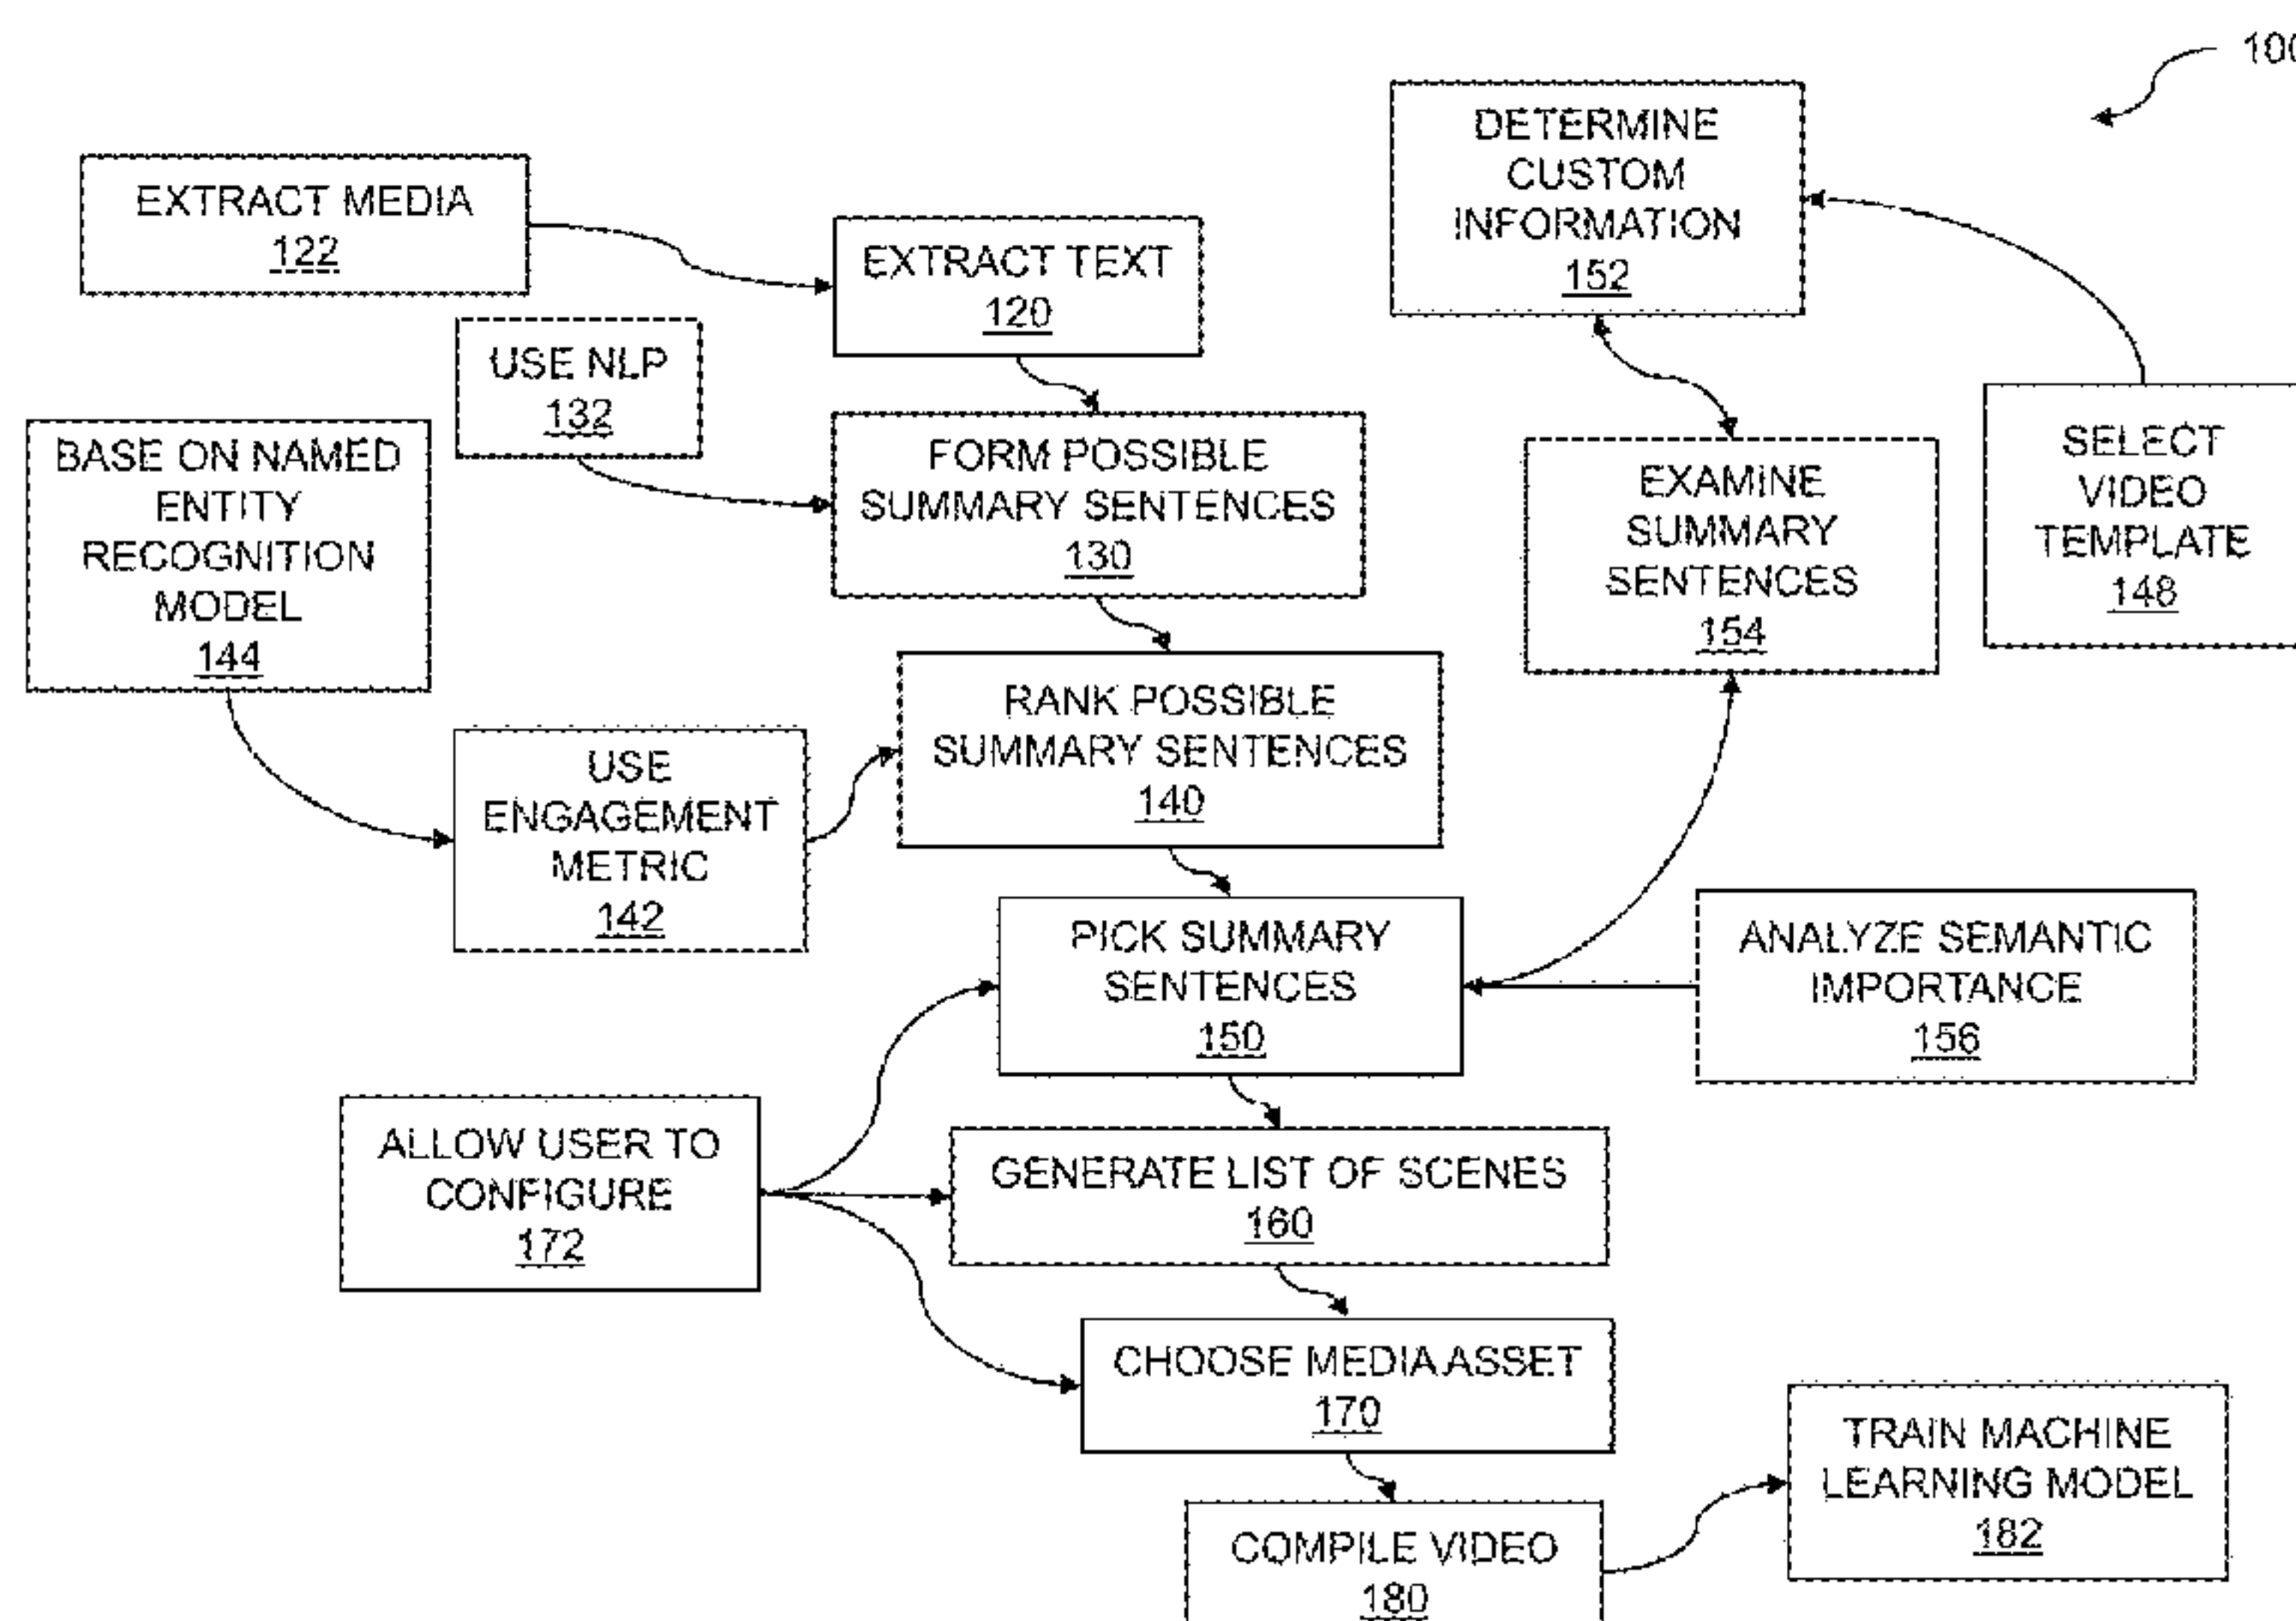 100
EXTRACT MEDIA
122
EXTRACT TEXT
120
DETERMINE
CUSTOM
INFORMATION
152
USE NLP
132
BASE ON NAMED
ENTITY
RECOGNITION
MODEL
144
FORM POSSIBLE
SUMMARY SENTENCES
130
EXAMINE
SUMMARY
SENTENCES
154
SELECT
VIDEO
TEMPLATE
148
RANK POSSIBLE
SUMMARY SENTENCES
140
USE
ENGAGEMENT
METRIC
142
PICK SUMMARY
SENTENCES
150
ANALYZE SEMANTIC
IMPORTANCE
156
ALLOW USER TO
CONFIGURE
172
GENERATE LIST OF SCENES
160
CHOOSE MEDIA ASSET
170
TRAIN MACHINE
LEARNING MODEL
182
COMPILE VIDEO
180